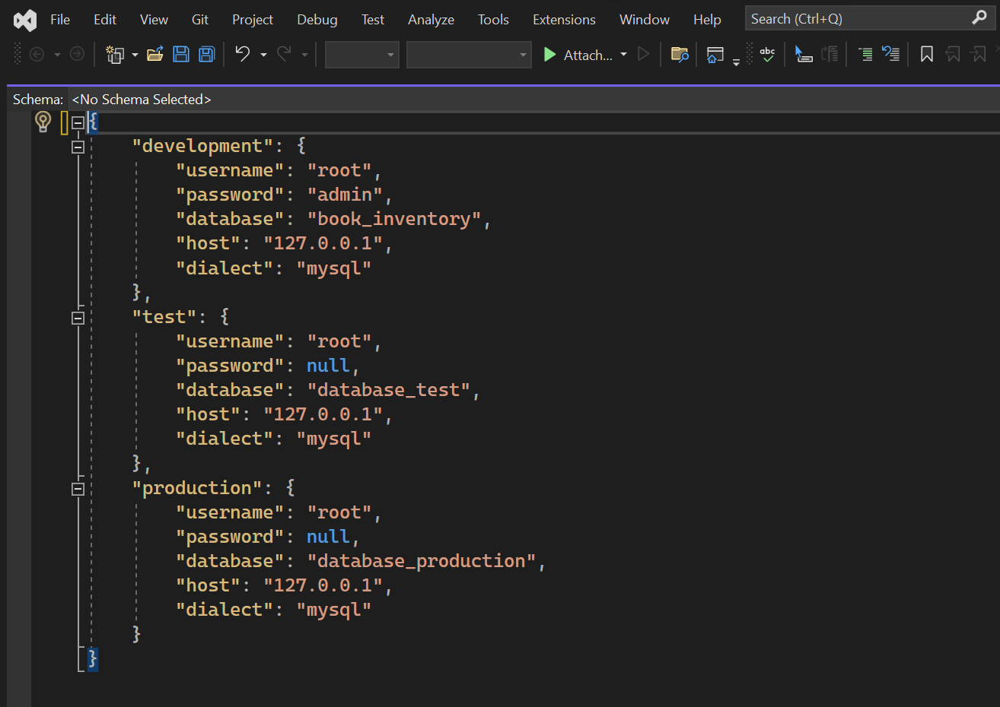 File Edit View Git Project Debug Test Analyze Tools Extensions Window Help Search (Ctrl+Q)
Attach...
abc
Schema: <No Schema Selected>
{
"development": {
"username": "root",
"password": "admin",
"database": "book_inventory",
"host": "127.0.0.1",
"dialect": "mysql"
},
"test": {
"username": "root",
"password": null,
"database": "database_test",
"host": "127.0.0.1",
"dialect": "mysql"
},
"production": {
"username": "root",
"password": null,
"database": "database_production",
"host": "127.0.0.1",
"dialect": "mysql"
}
}